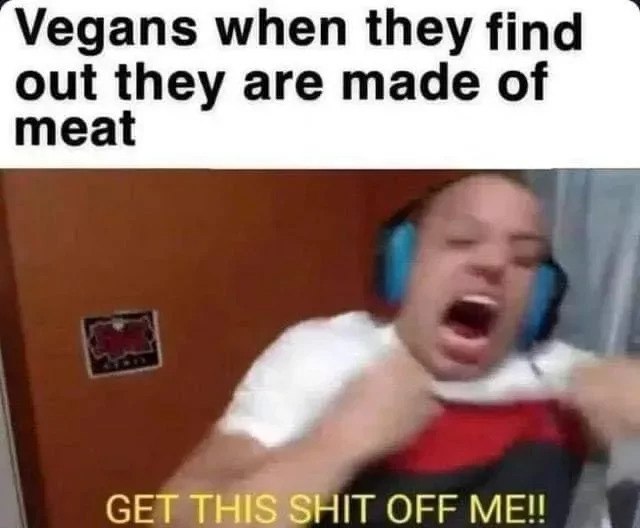 Vegans when they find
out they are made of
meat
GET THIS SHIT OFF ME!!